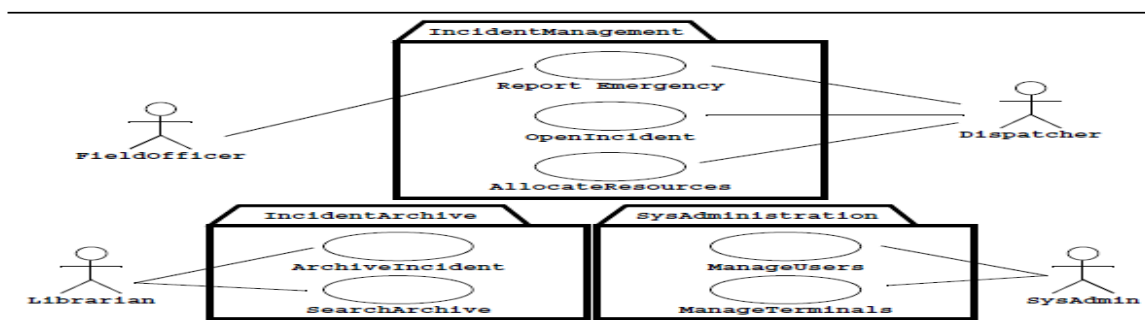 IncidentManagement
Report Emergency
FieldOfficer
OpenIncident
Dispatcher
AllocateResources
IncidentArchive
SysAdministration
ArchiveIncident
ManageUsers
Librarian
SearchArchive
ManageTerminals
SysAdmin